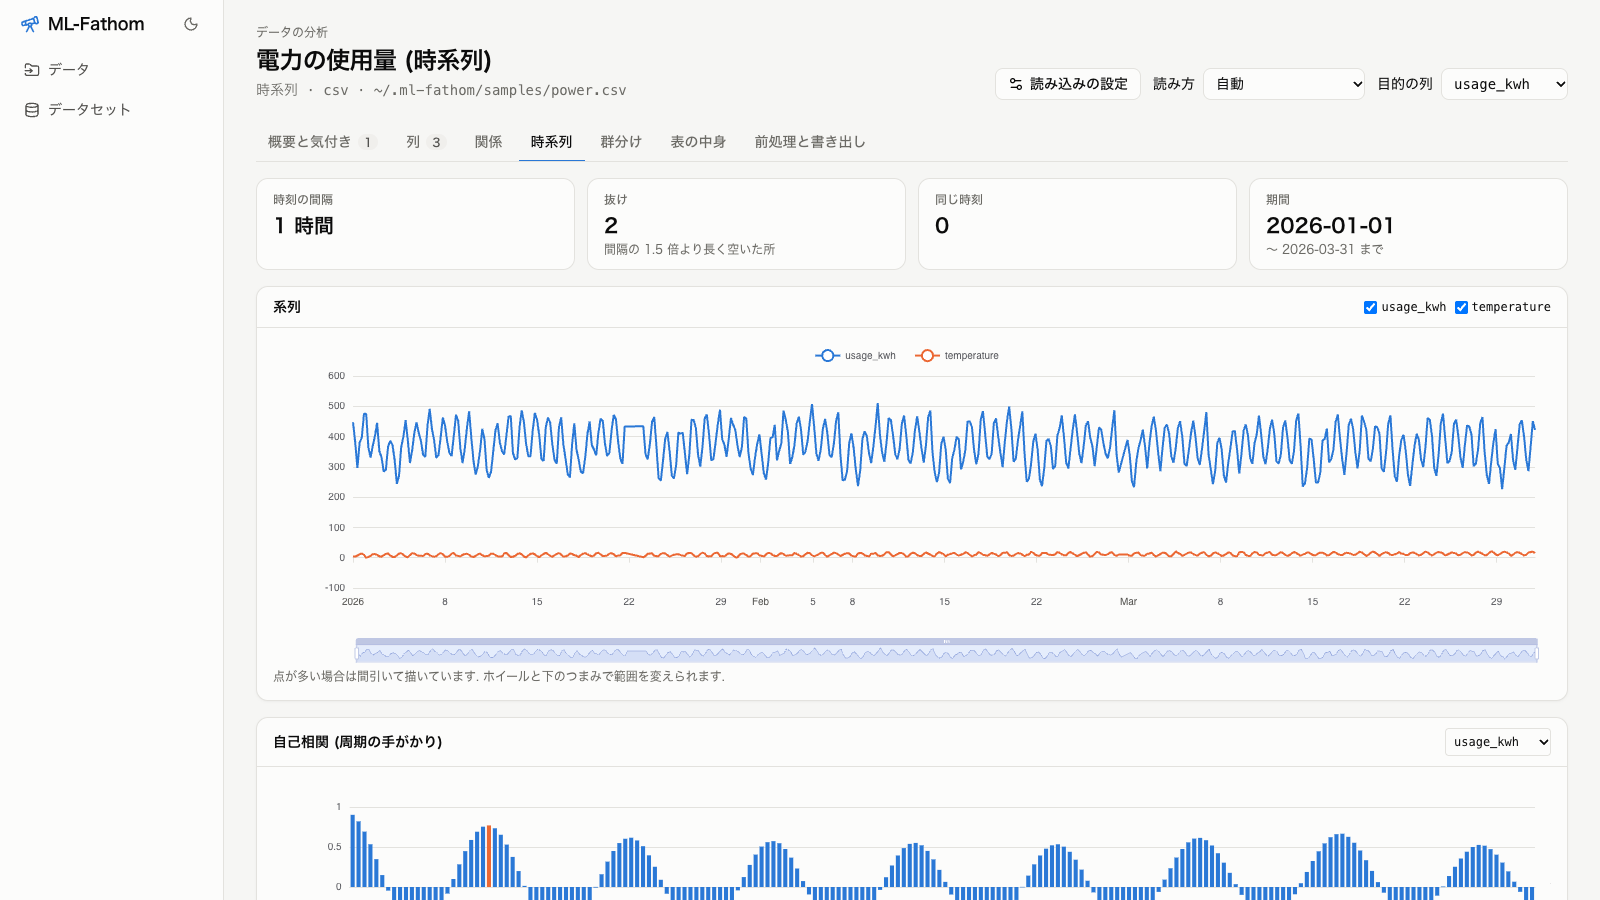 ML-Fathom
データ
データセット
データの分析
電力の使用量 (時系列)
時系列 · csv · ~/.ml-fathom/samples/power.csv
読み込みの設定 読み方 自動 目的の列 usage_kwh
概要と気付き 1 列 3 関係 時系列 群分け 表の中身 前処理と書き出し
時刻の間隔
1 時間
抜け
2
間隔の 1.5 倍より長く空いた所
同じ時刻
0
期間
2026-01-01
～ 2026-03-31 まで
系列
usage_kwh temperature
usage_kwh temperature
600
500
400
300
200
100
0
-100
2026 8 15 22 29 Feb 5 8 15 22 Mar 8 15 22 29
点が多い場合は間引いて描いています. ホイールと下のつまみで範囲を変えられます.
自己相関 (周期の手がかり)
usage_kwh
1
0.5
0